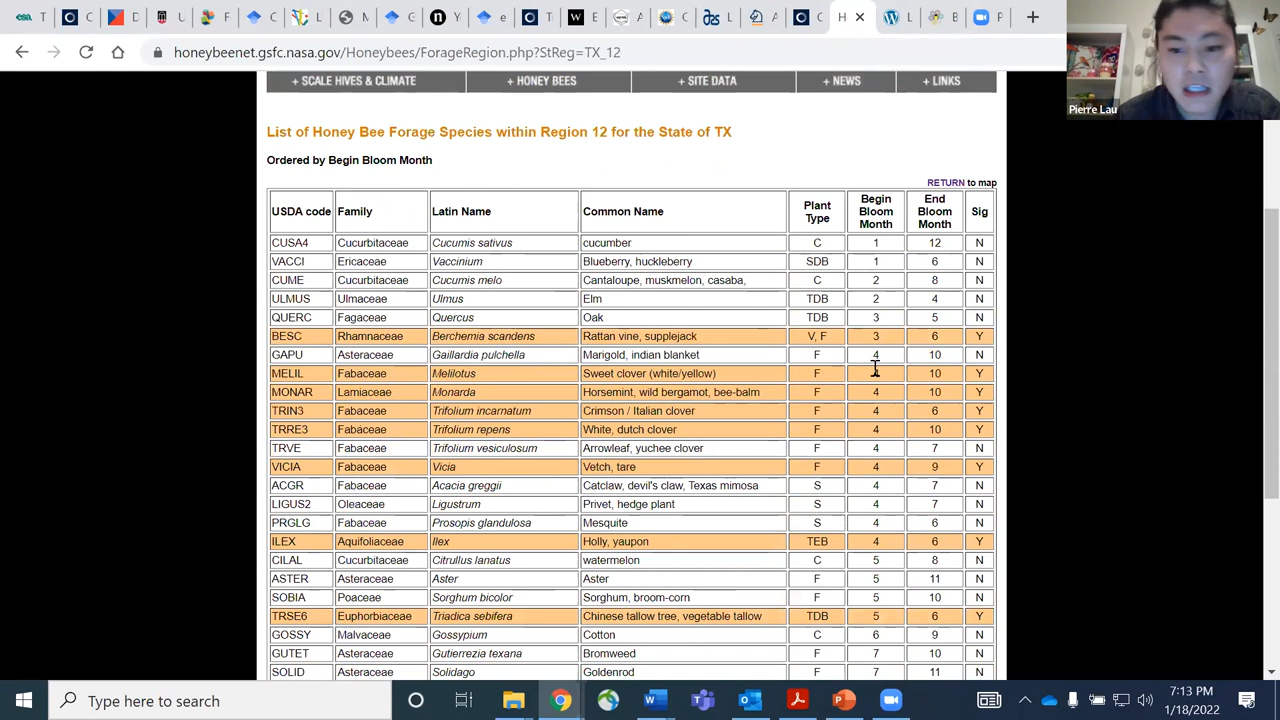 esa T
C
D
U
F
C
L
M
C
Y
e
E
A
C
L
H
L
B
P
honeybeenet.gsfc.nasa.gov/Honeybees/ForageRegion.php?StReg=TX_12
Pierre Lau
+ SCALE HIVES & CLIMATE + HONEY BEES + SITE DATA + NEWS + LINKS
List of Honey Bee Forage Species within Region 12 for the State of TX
Ordered by Begin Bloom Month
RETURN to map
USDA code Family Latin Name Common Name Plant Type Begin Bloom Month End Bloom Month Sig
CUSA4 Cucurbitaceae Cucumis sativus cucumber C 1 12 N
VACCI Ericaceae Vaccinium Blueberry, huckleberry SDB 1 6 N
CUME Cucurbitaceae Cucumis melo Cantaloupe, muskmelon, casaba, C 2 8 N
ULMUS Ulmaceae Ulmus Elm TDB 2 4 N
QUERC Fagaceae Quercus Oak TDB 3 5 N
BESC Rhamnaceae Berchemia scandens Rattan vine, supplejack V, F 3 6 Y
GAPU Asteraceae Gaillardia pulchella Marigold, indian blanket F 4 10 N
MELIL Fabaceae Melilotus Sweet clover (white/yellow) F 4 10 Y
MONAR Lamiaceae Monarda Horsemint, wild bergamot, bee-balm F 4 10 Y
TRIN3 Fabaceae Trifolium incarnatum Crimson / Italian clover F 4 6 Y
TRRE3 Fabaceae Trifolium repens White, dutch clover F 4 10 Y
TRVE Fabaceae Trifolium vesiculosum Arrowleaf, yuchee clover F 4 7 N
VICIA Fabaceae Vicia Vetch, tare F 4 9 Y
ACGR Fabaceae Acacia greggii Catclaw, devil's claw, Texas mimosa S 4 7 N
LIGUS2 Oleaceae Ligustrum Privet, hedge plant S 4 7 N
PRGLG Fabaceae Prosopis glandulosa Mesquite S 4 6 N
ILEX Aquifoliaceae Ilex Holly, yaupon TEB 4 6 Y
CILAL Cucurbitaceae Citrullus lanatus watermelon C 5 8 N
ASTER Asteraceae Aster Aster F 5 11 N
SOBIA Poaceae Sorghum bicolor Sorghum, broom-corn F 5 10 N
TRSE6 Euphorbiaceae Triadica sebifera Chinese tallow tree, vegetable tallow TDB 5 6 Y
GOSSY Malvaceae Gossypium Cotton C 6 9 N
GUTET Asteraceae Gutierrezia texana Bromweed F 7 10 N
SOLID Asteraceae Solidago Goldenrod F 7 11 N
Type here to search
7:13 PM
1/18/2022